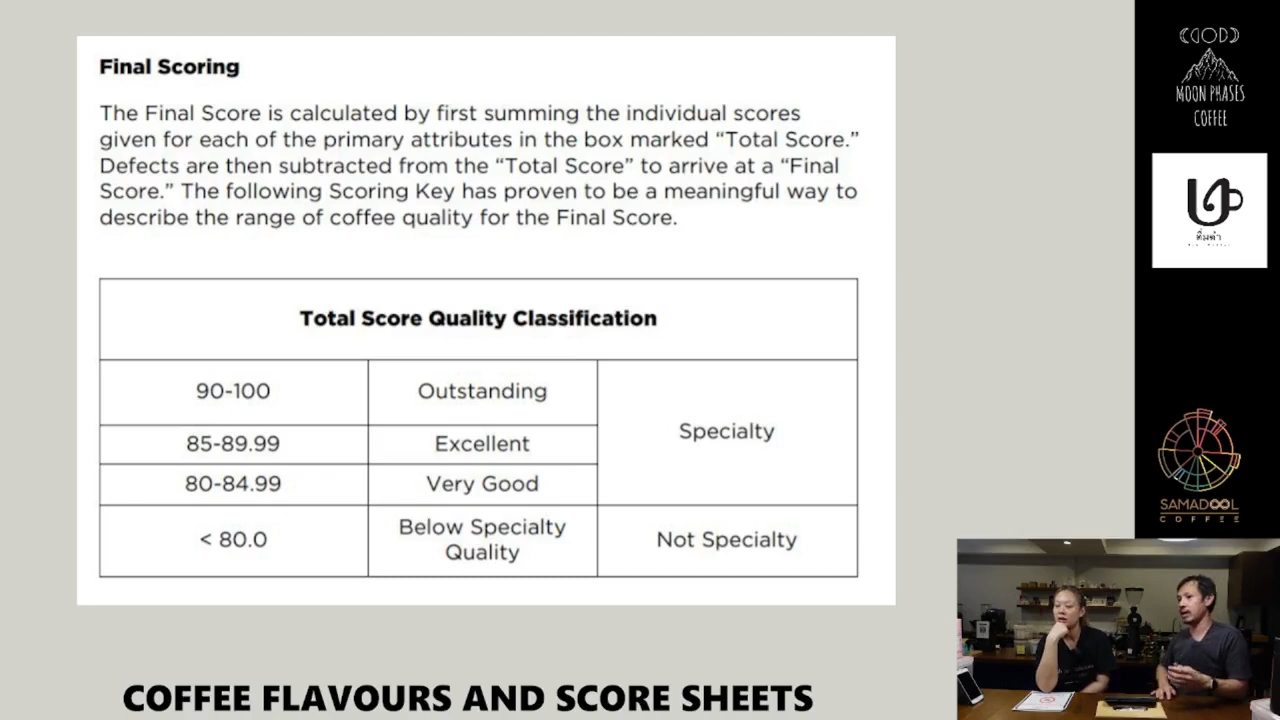 Final Scoring
The Final Score is calculated by first summing the individual scores
given for each of the primary attributes in the box marked “Total Score.”
Defects are then subtracted from the “Total Score” to arrive at a “Final
Score.” The following Scoring Key has proven to be a meaningful way to
describe the range of coffee quality for the Final Score.
Total Score Quality Classification
90-100
Outstanding
Specialty
85-89.99
Excellent
80-84.99
Very Good
< 80.0
Below Specialty
Quality
Not Specialty
COFFEE FLAVOURS AND SCORE SHEETS
MOON PHASES
COFFEE
ดื่มดำ
SAMADOOL
COFFEE